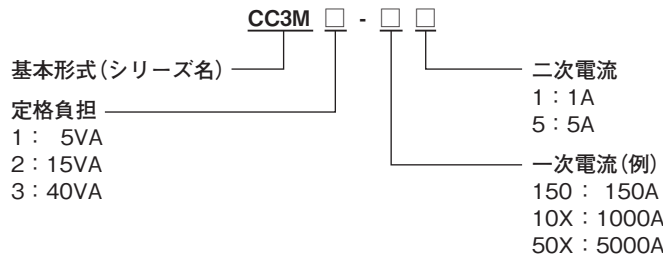 CC3M □ - □ □
基本形式(シリーズ名)
定格負担
1： 5VA
2：15VA
3：40VA
二次電流
1：1A
5：5A
一次電流(例)
150： 150A
10X：1000A
50X：5000A